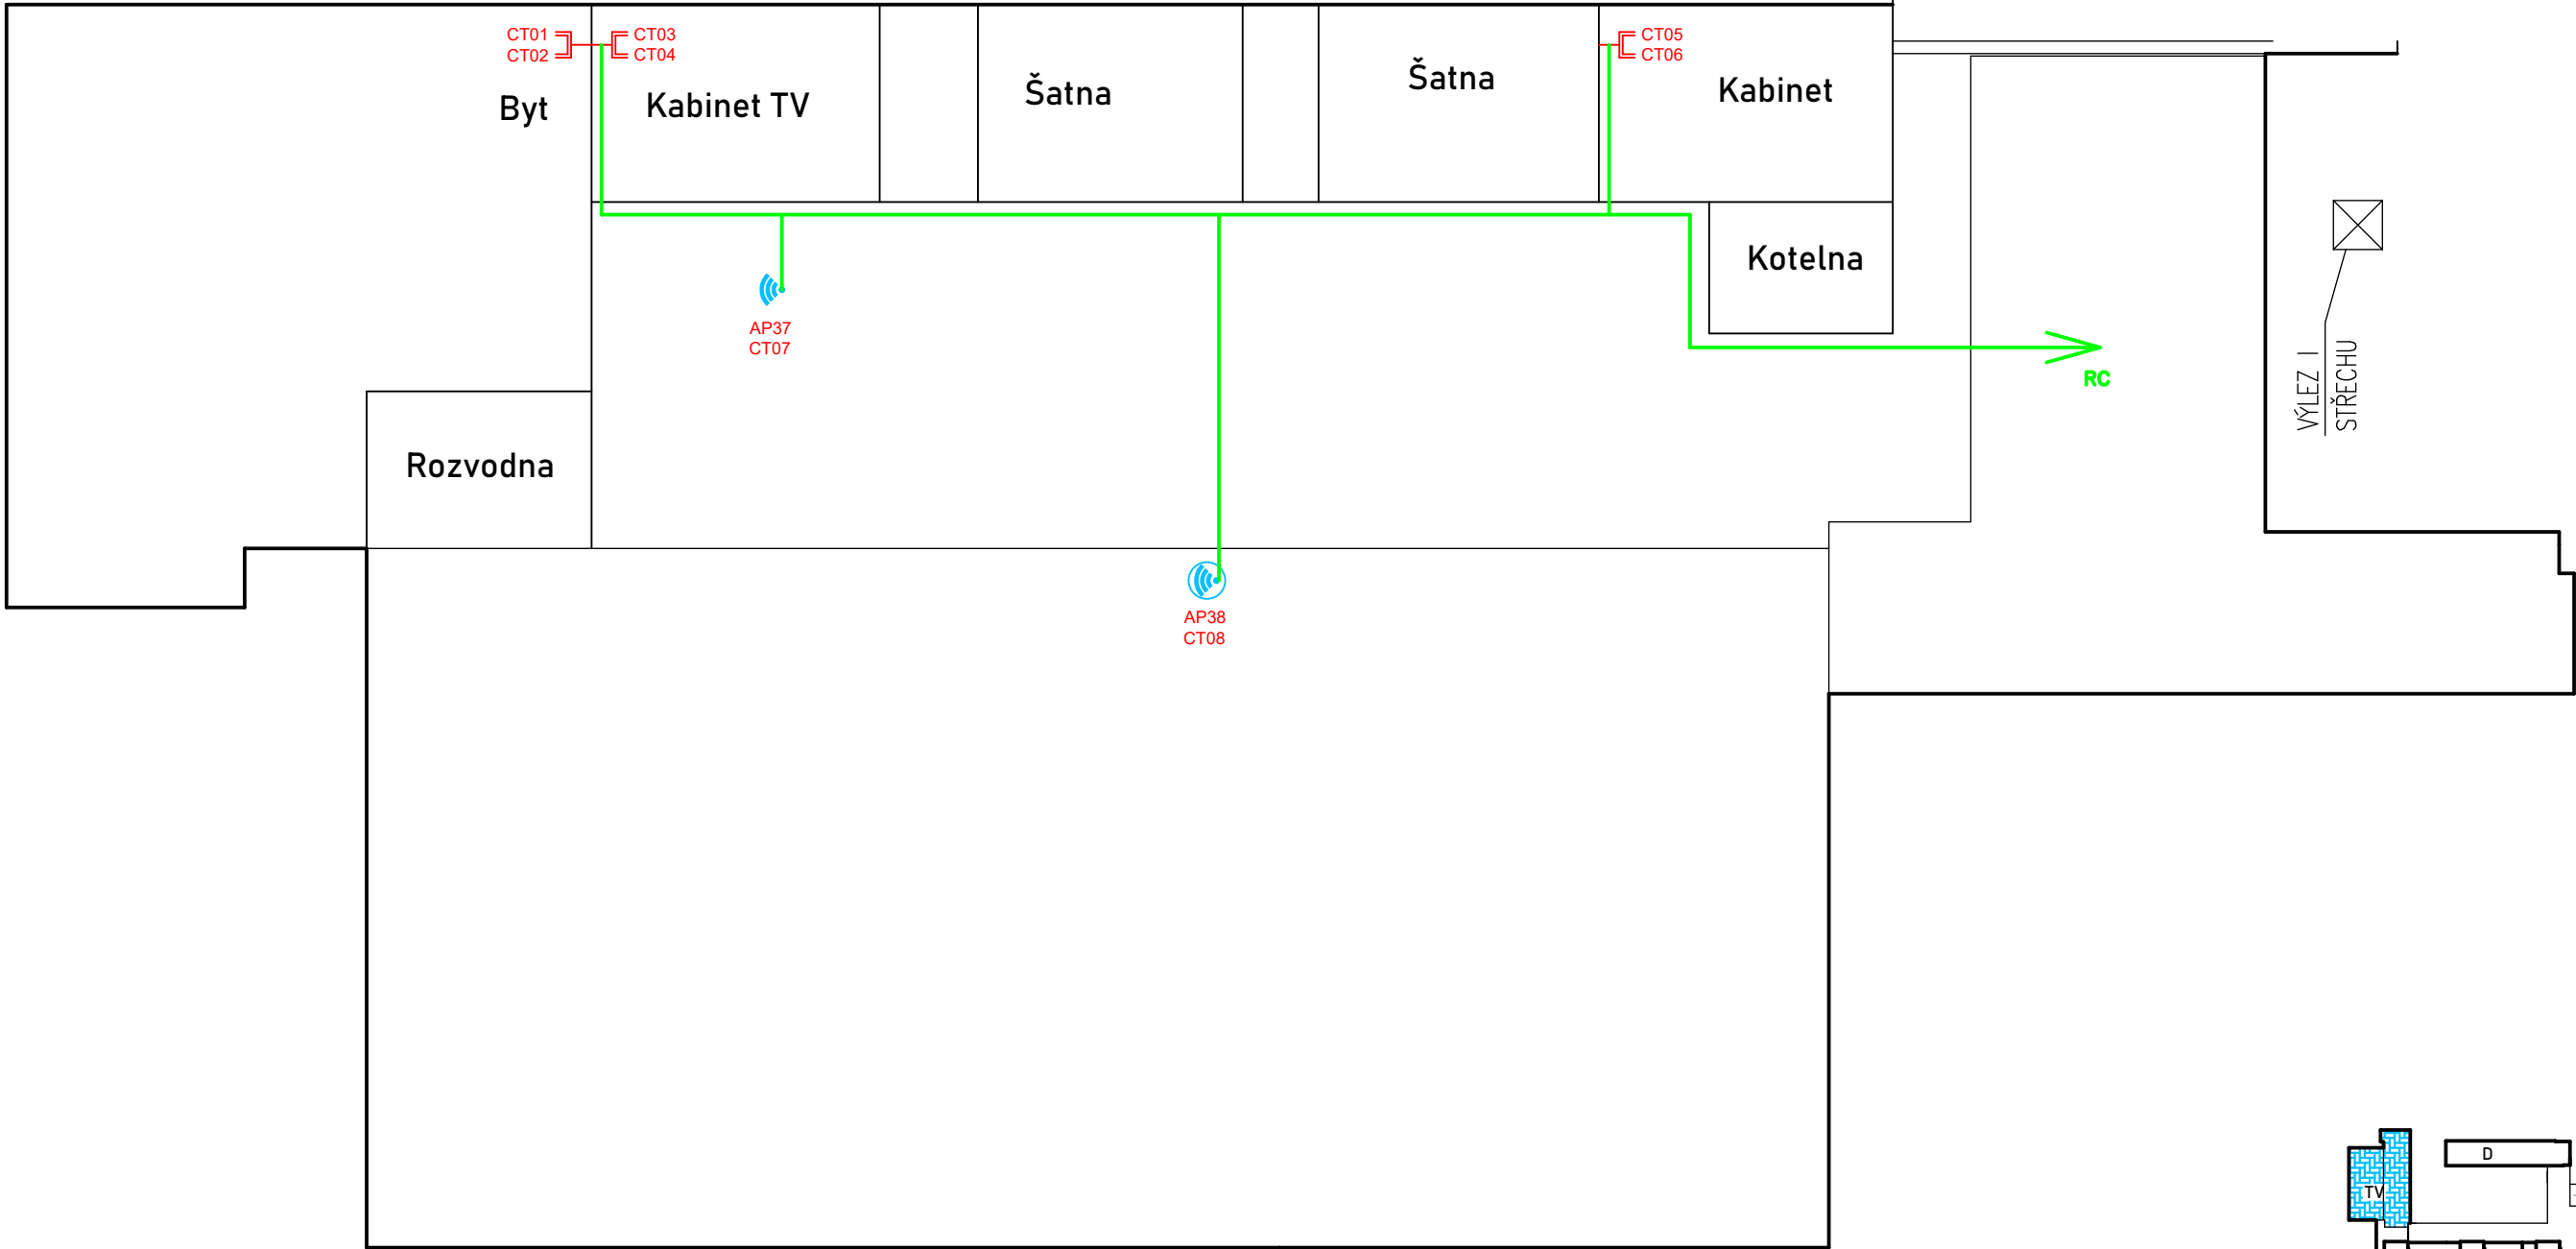 CT01
CT02
CT03
CT04
CT05
CT06
Byt
Kabinet TV
Šatna
Šatna
Kabinet
Kotelna
AP37
CT07
RC
VÝLEZ I
STŘECHU
Rozvodna
AP38
CT08
D
TV